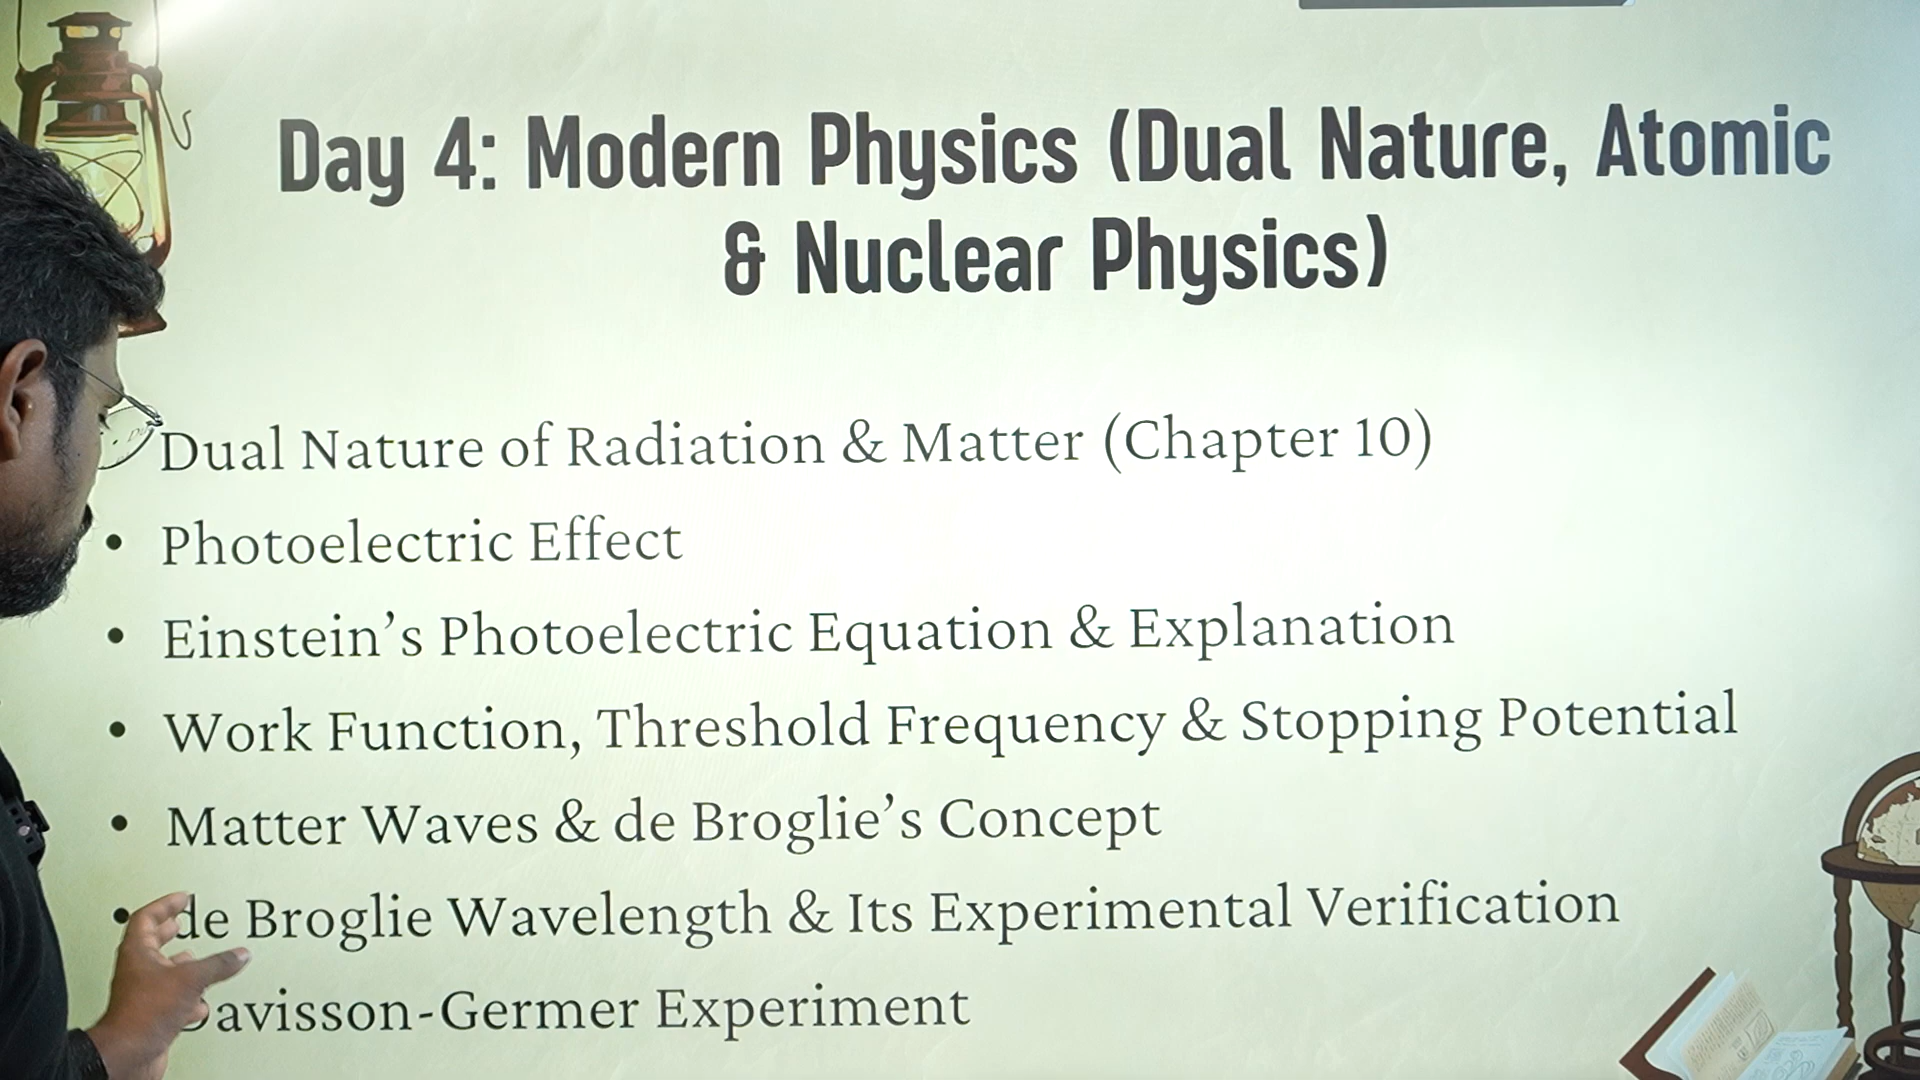 Day 4: Modern Physics (Dual Nature, Atomic
& Nuclear Physics)
Dual Nature of Radiation & Matter (Chapter 10)
• Photoelectric Effect
• Einstein’s Photoelectric Equation & Explanation
• Work Function, Threshold Frequency & Stopping Potential
• Matter Waves & de Broglie’s Concept
• de Broglie Wavelength & Its Experimental Verification
Davisson-Germer Experiment